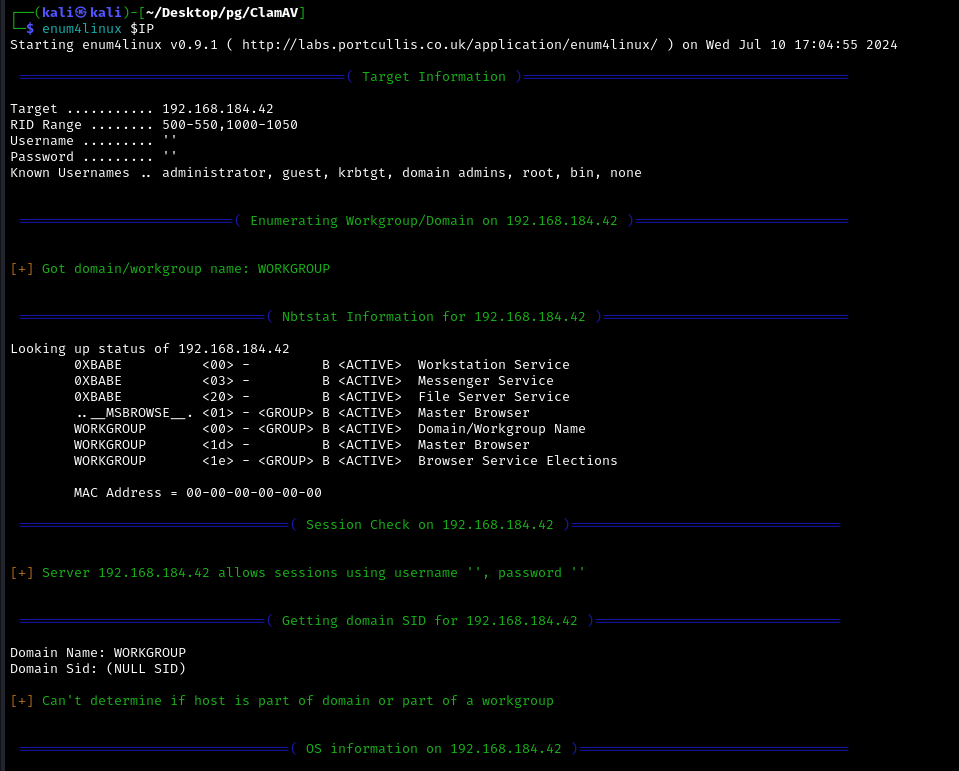 ┌──(kali㉿kali)-[~/Desktop/pg/ClamAV]
└─$ enum4linux $IP
Starting enum4linux v0.9.1 ( http://labs.portcullis.co.uk/application/enum4linux/ ) on Wed Jul 10 17:04:55 2024
=========================================( Target Information )=========================================
Target ........... 192.168.184.42
RID Range ........ 500-550,1000-1050
Username ......... ''
Password ......... ''
Known Usernames .. administrator, guest, krbtgt, domain admins, root, bin, none
===========================( Enumerating Workgroup/Domain on 192.168.184.42 )===========================
[+] Got domain/workgroup name: WORKGROUP
===============================( Nbtstat Information for 192.168.184.42 )===============================
Looking up status of 192.168.184.42
0XBABE          <00> -         B <ACTIVE>  Workstation Service
0XBABE          <03> -         B <ACTIVE>  Messenger Service
0XBABE          <20> -         B <ACTIVE>  File Server Service
..__MSBROWSE__. <01> - <GROUP> B <ACTIVE>  Master Browser
WORKGROUP       <00> - <GROUP> B <ACTIVE>  Domain/Workgroup Name
WORKGROUP       <1d> -         B <ACTIVE>  Master Browser
WORKGROUP       <1e> - <GROUP> B <ACTIVE>  Browser Service Elections
MAC Address = 00-00-00-00-00-00
==================================( Session Check on 192.168.184.42 )==================================
[+] Server 192.168.184.42 allows sessions using username '', password ''
===============================( Getting domain SID for 192.168.184.42 )===============================
Domain Name: WORKGROUP
Domain Sid: (NULL SID)
[+] Can't determine if host is part of domain or part of a workgroup
==================================( OS information on 192.168.184.42 )==================================